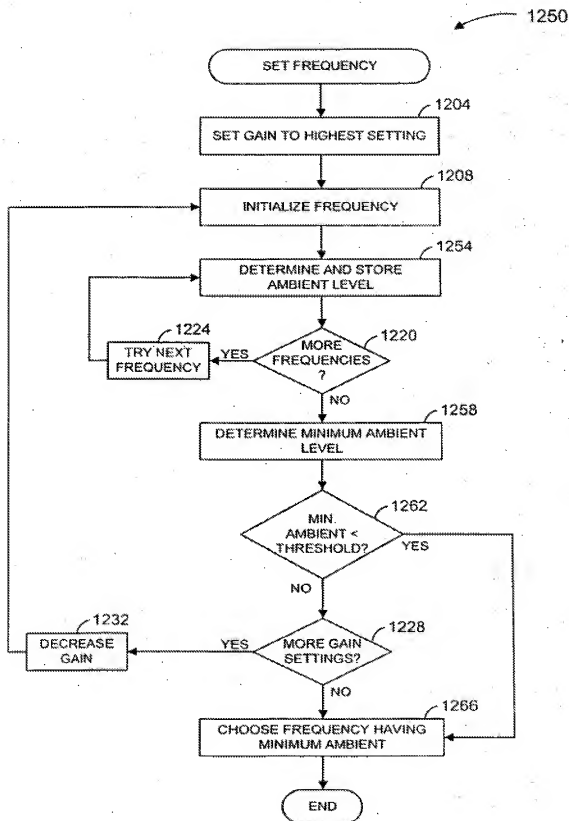 1250
SET FREQUENCY
1204
SET GAIN TO HIGHEST SETTING
1208
INITIALIZE FREQUENCY
1254
DETERMINE AND STORE
AMBIENT LEVEL
1224
TRY NEXT
FREQUENCY
YES
1220
MORE
FREQUENCIES
?
NO
1258
DETERMINE MINIMUM AMBIENT
LEVEL
1262
MIN.
AMBIENT <
THRESHOLD?
YES
NO
1232
DECREASE
GAIN
YES
1228
MORE GAIN
SETTINGS?
NO
1266
CHOOSE FREQUENCY HAVING
MINIMUM AMBIENT
END